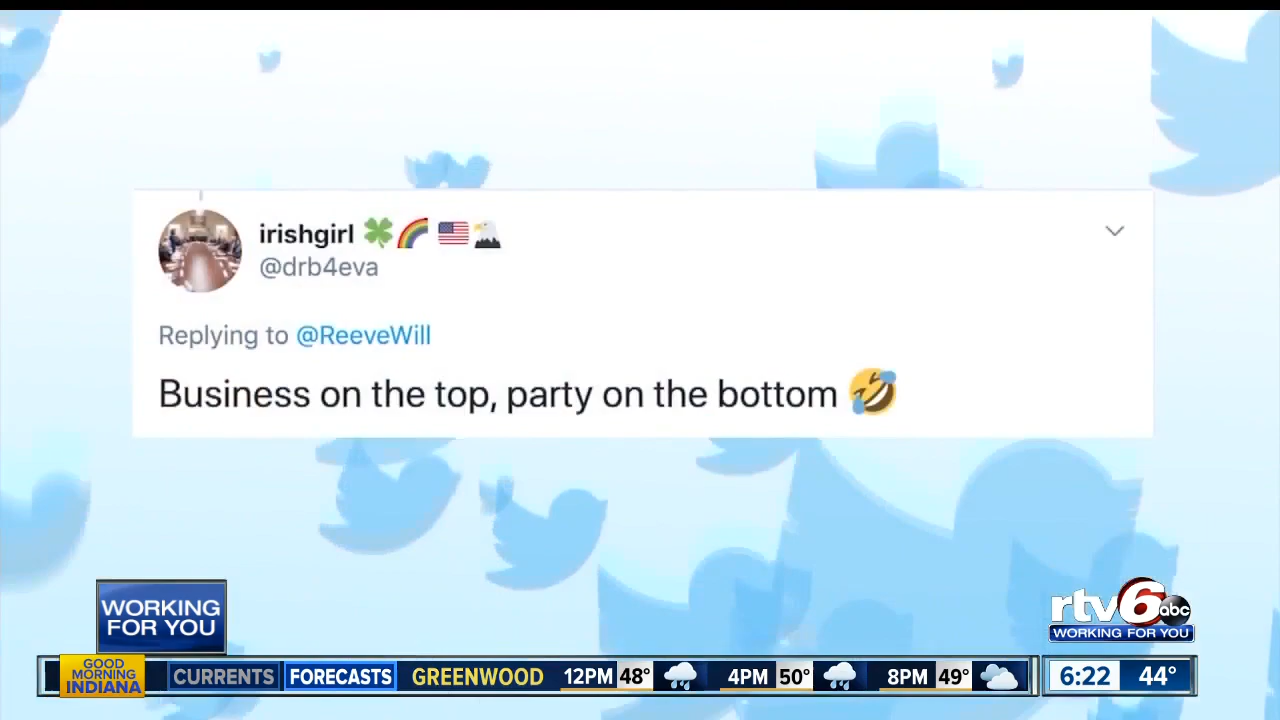 irishgirl 🍀🌈🇺🇸🦅
@drb4eva
Replying to @ReeveWill
Business on the top, party on the bottom 🤣
WORKING
FOR YOU
rtv6 abc
WORKING FOR YOU
GOOD
MORNING
INDIANA
CURRENTS FORECASTS GREENWOOD 12PM 48° 4PM 50° 8PM 49° 6:22 44°